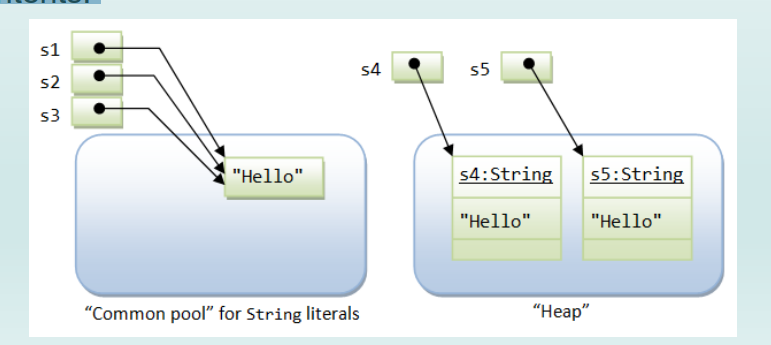 s1
s2
s3
"Hello"
s4
s5
s4:String
s5:String
"Hello"
"Hello"
“Common pool” for String literals
“Heap”